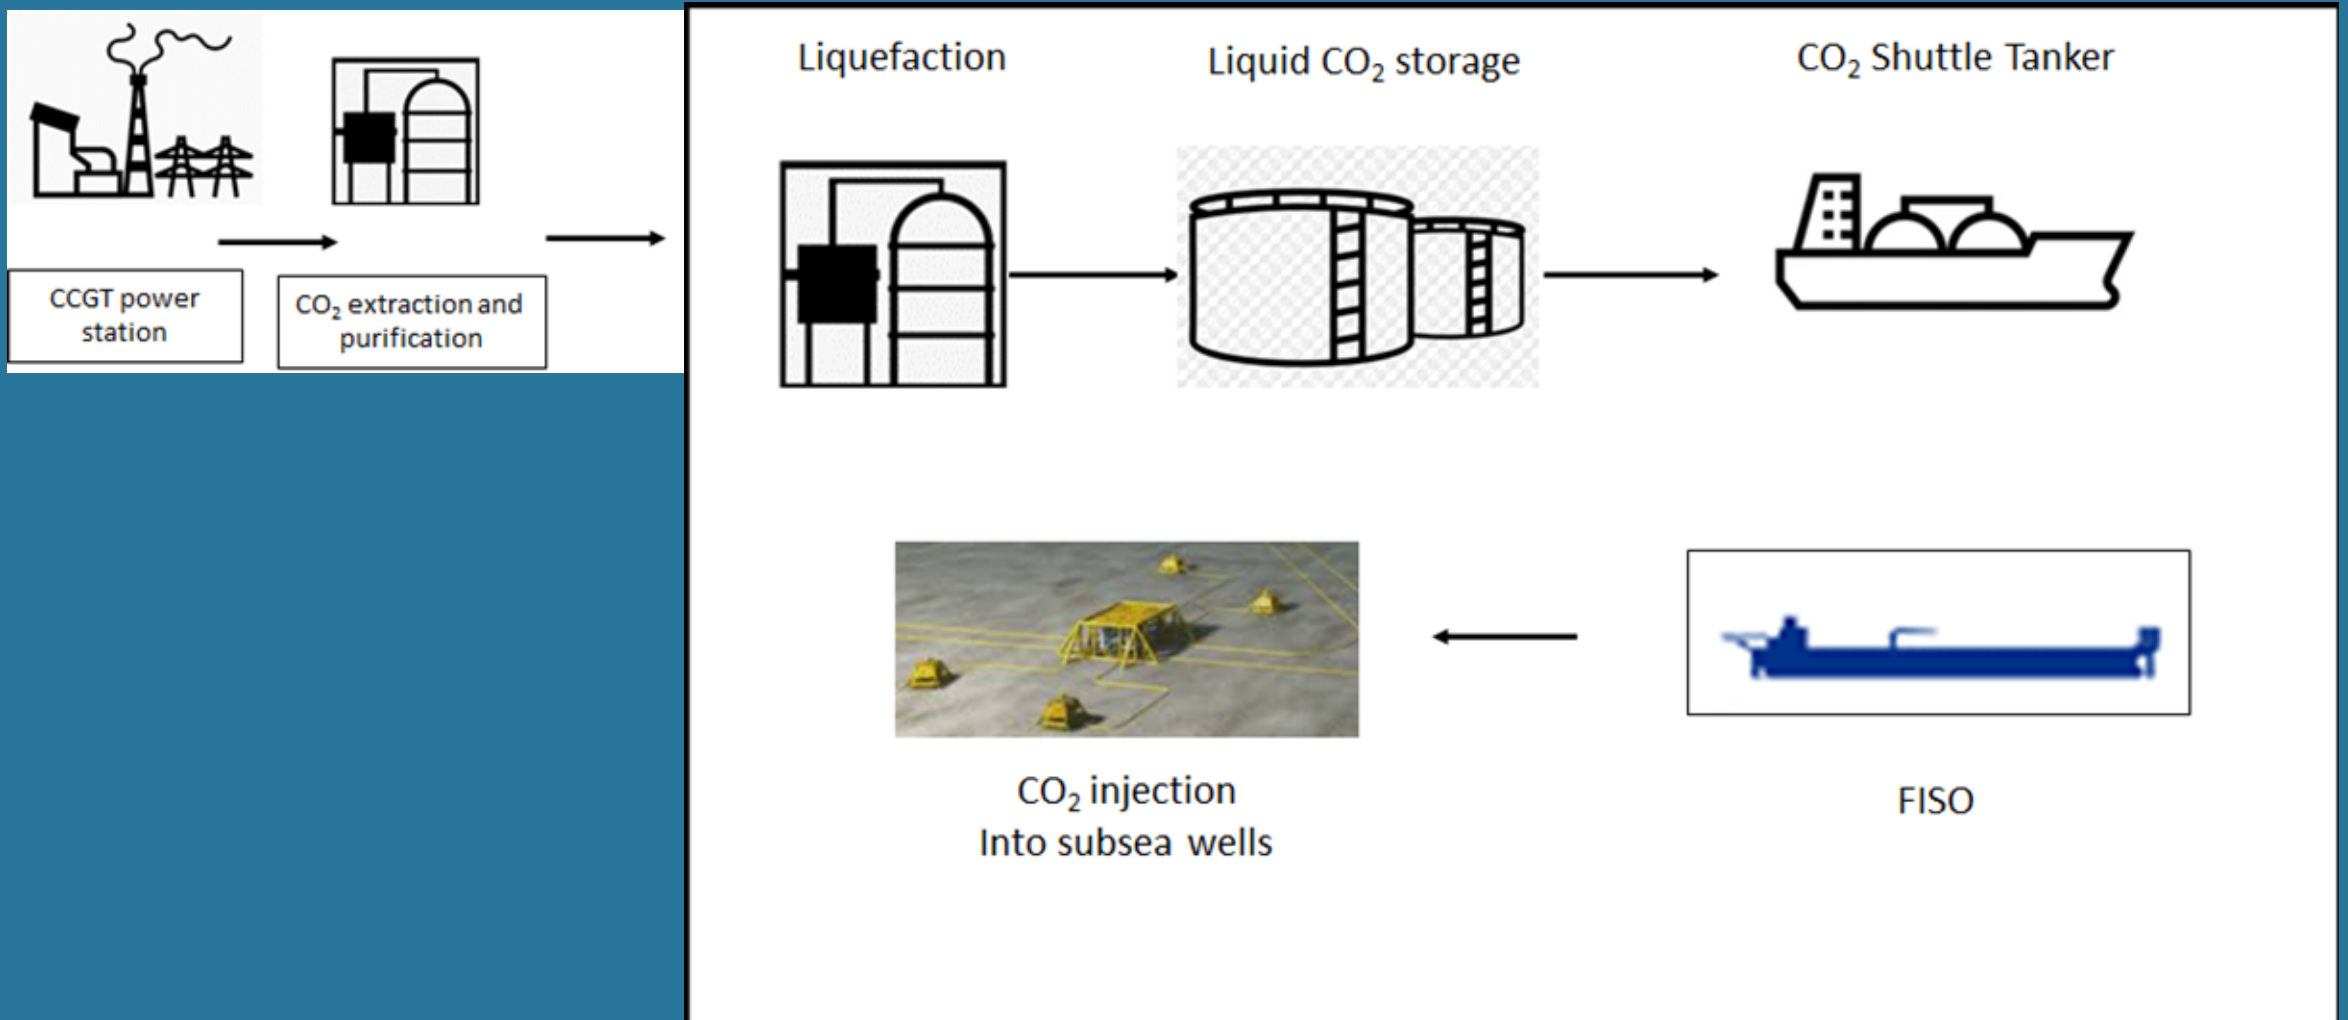 CCGT power
station
CO₂ extraction and
purification
Liquefaction
Liquid CO₂ storage
CO₂ Shuttle Tanker
CO₂ injection
Into subsea wells
FISO